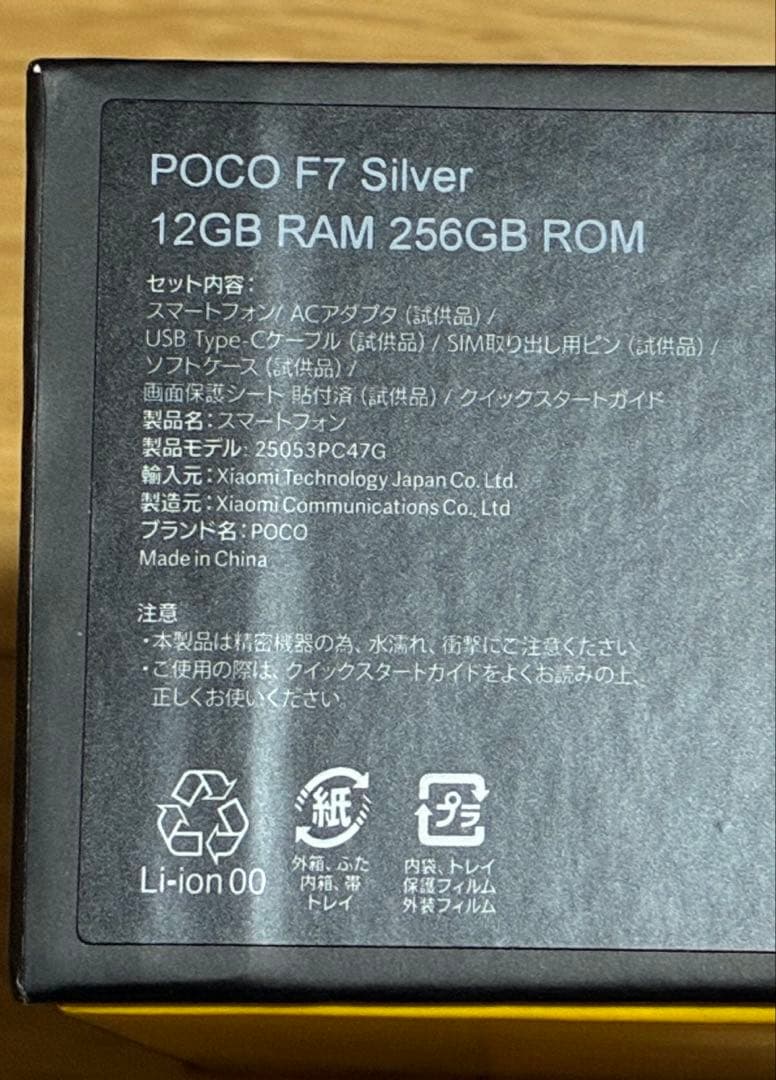 POCO F7 Silver
12GB RAM 256GB ROM
セット内容：
スマートフォン/ ACアダプタ (試供品) /
USB Type-Cケーブル (試供品) / SIM取り出し用ピン (試供品) /
ソフトケース (試供品) /
画面保護シート 貼付済 (試供品) / クイックスタートガイド
製品名：スマートフォン
製品モデル: 25053PC47G
輸入元：Xiaomi Technology Japan Co. Ltd.
製造元：Xiaomi Communications Co., Ltd
ブランド名：POCO
Made in China
注意
・本製品は精密機器の為、水濡れ、衝撃にご注意ください。
・ご使用の際は、クイックスタートガイドをよくお読みの上、
正しくお使いください。
Li-ion 00
紙
外箱、ふた
内箱、帯
トレイ
プラ
内袋、トレイ
保護フィルム
外装フィルム